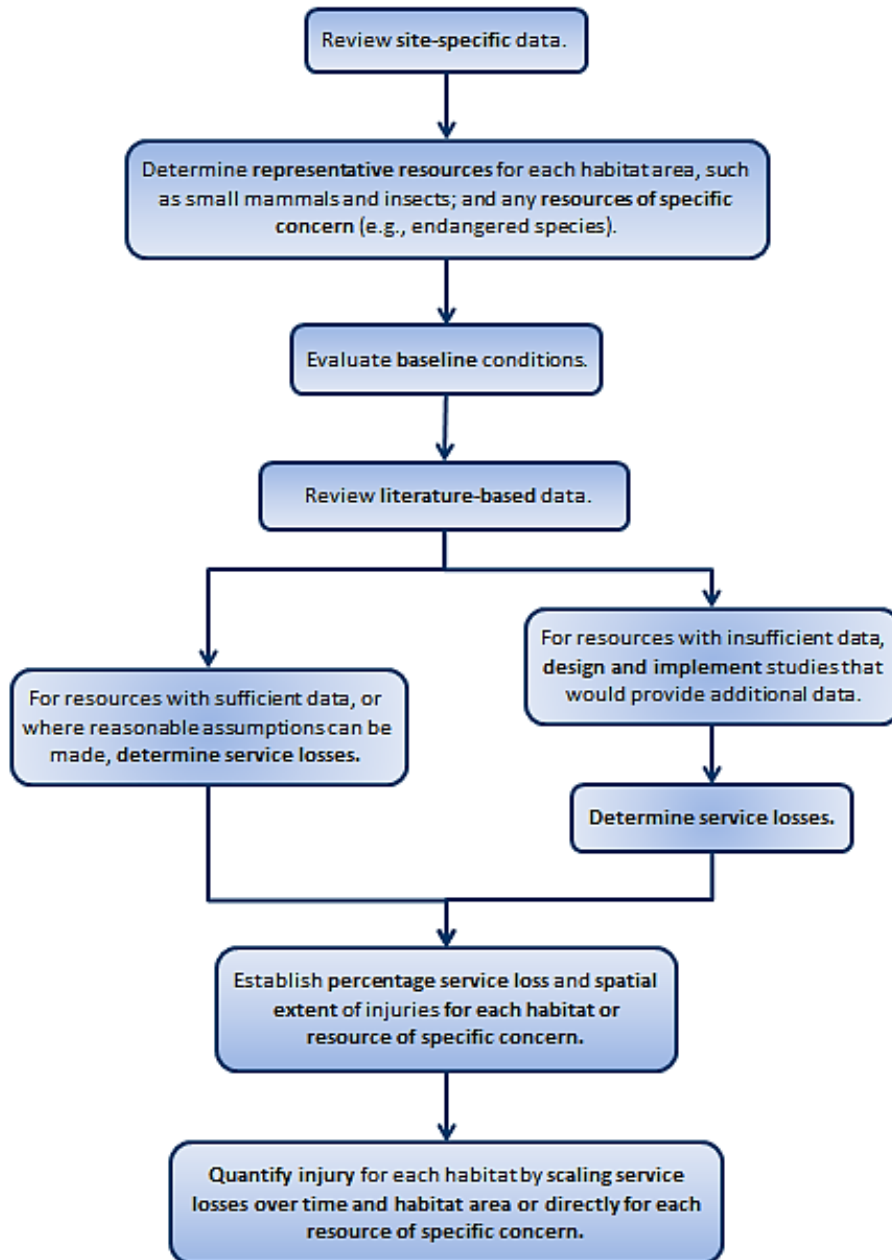 Review site-specific data.
Determine representative resources for each habitat area, such
as small mammals and insects; and any resources of specific
concern (e.g., endangered species).
Evaluate baseline conditions.
Review literature-based data.
For resources with sufficient data, or
where reasonable assumptions can be
made, determine service losses.
For resources with insufficient data,
design and implement studies that
would provide additional data.
Determine service losses.
Establish percentage service loss and spatial
extent of injuries for each habitat or
resource of specific concern.
Quantify injury for each habitat by scaling service
losses over time and habitat area or directly for each
resource of specific concern.